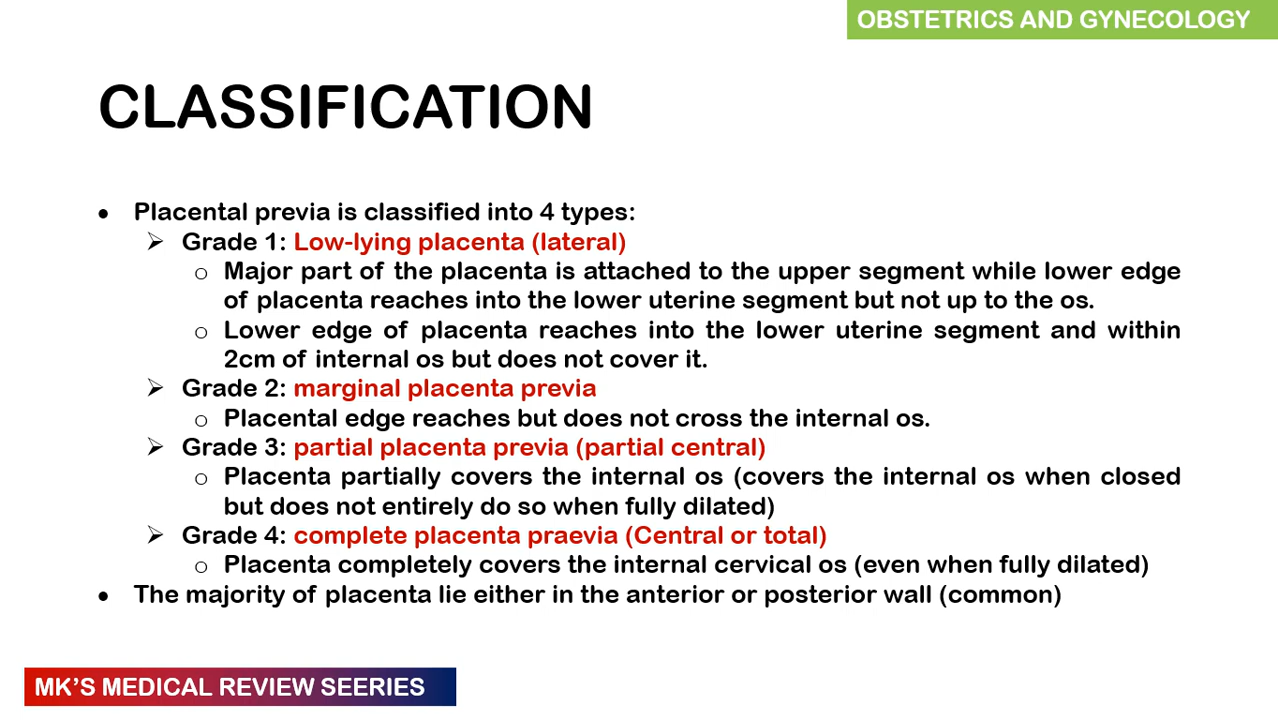 OBSTETRICS AND GYNECOLOGY
CLASSIFICATION
• Placental previa is classified into 4 types:
➢ Grade 1: Low-lying placenta (lateral)
o Major part of the placenta is attached to the upper segment while lower edge
of placenta reaches into the lower uterine segment but not up to the os.
o Lower edge of placenta reaches into the lower uterine segment and within
2cm of internal os but does not cover it.
➢ Grade 2: marginal placenta previa
o Placental edge reaches but does not cross the internal os.
➢ Grade 3: partial placenta previa (partial central)
o Placenta partially covers the internal os (covers the internal os when closed
but does not entirely do so when fully dilated)
➢ Grade 4: complete placenta praevia (Central or total)
o Placenta completely covers the internal cervical os (even when fully dilated)
• The majority of placenta lie either in the anterior or posterior wall (common)
MK'S MEDICAL REVIEW SEERIES